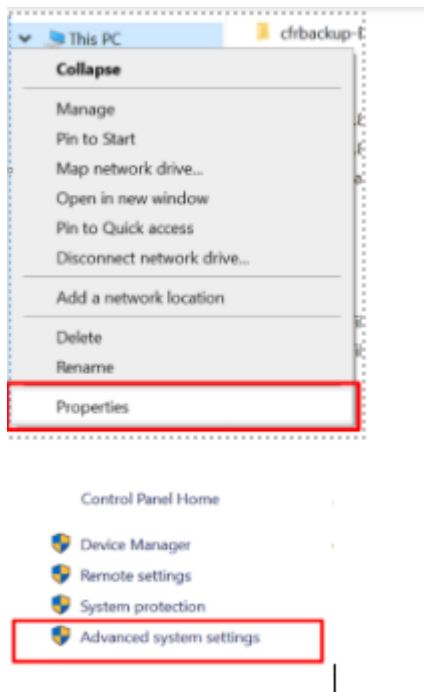 This PC
cfrbackup-
Collapse
Manage
Pin to Start
Map network drive...
Open in new window
Pin to Quick access
Disconnect network drive...
Add a network location
Delete
Rename
Properties
Control Panel Home
Device Manager
Remote settings
System protection
Advanced system settings